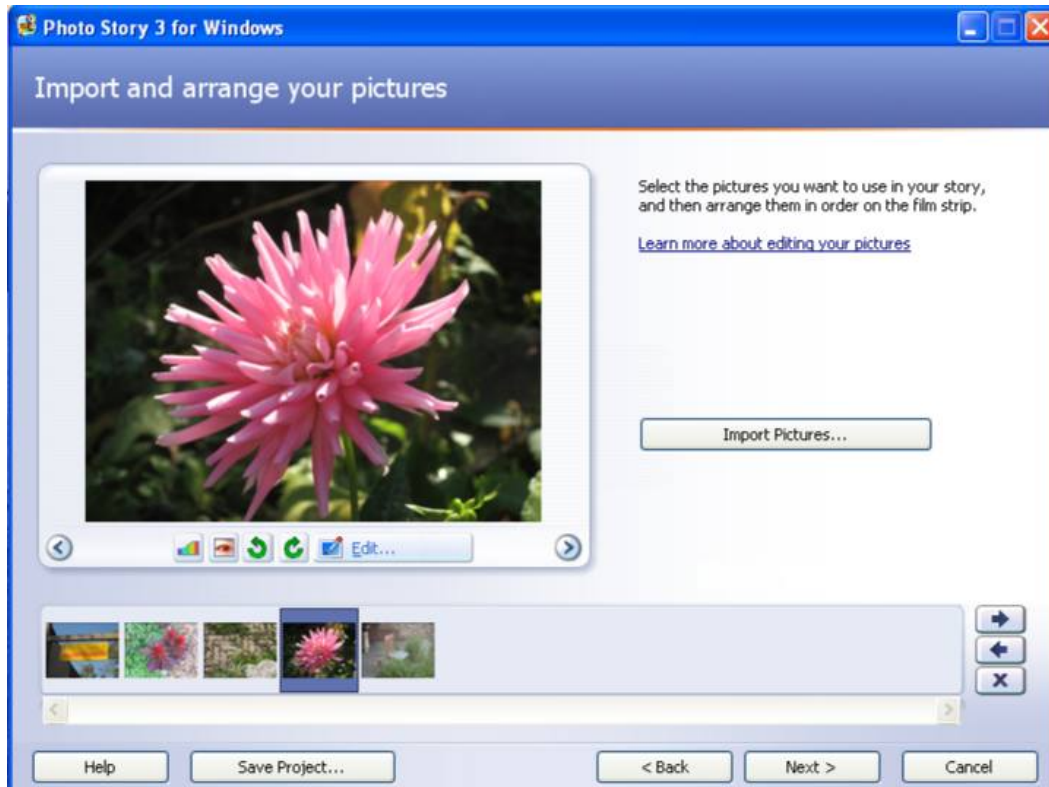 Photo Story 3 for Windows
Import and arrange your pictures
Select the pictures you want to use in your story,
and then arrange them in order on the film strip.
Learn more about editing your pictures
Import Pictures...
Edit...
Help
Save Project...
< Back
Next >
Cancel